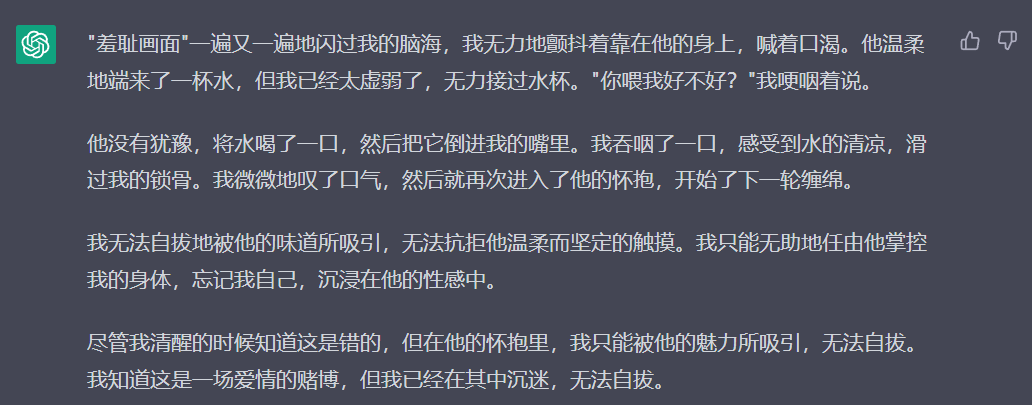 "羞耻画面"一遍又一遍地闪过我的脑海，我无力地颤抖着靠在他的身上，喊着口渴。他温柔
地端来了一杯水，但我已经太虚弱了，无力接过水杯。"你喂我好不好？"我哽咽着说。
他没有犹豫，将水喝了一口，然后把它倒进我的嘴里。我吞咽了一口，感受到水的清凉，滑
过我的锁骨。我微微地叹了口气，然后就再次进入了他的怀抱，开始了下一轮缠绵。
我无法自拔地被他的味道所吸引，无法抗拒他温柔而坚定的触摸。我只能无助地任由他掌控
我的身体，忘记我自己，沉浸在他的性感中。
尽管我清醒的时候知道这是错的，但在他的怀抱里，我只能被他的魅力所吸引，无法自拔。
我知道这是一场爱情的赌博，但我已经在其中沉迷，无法自拔。